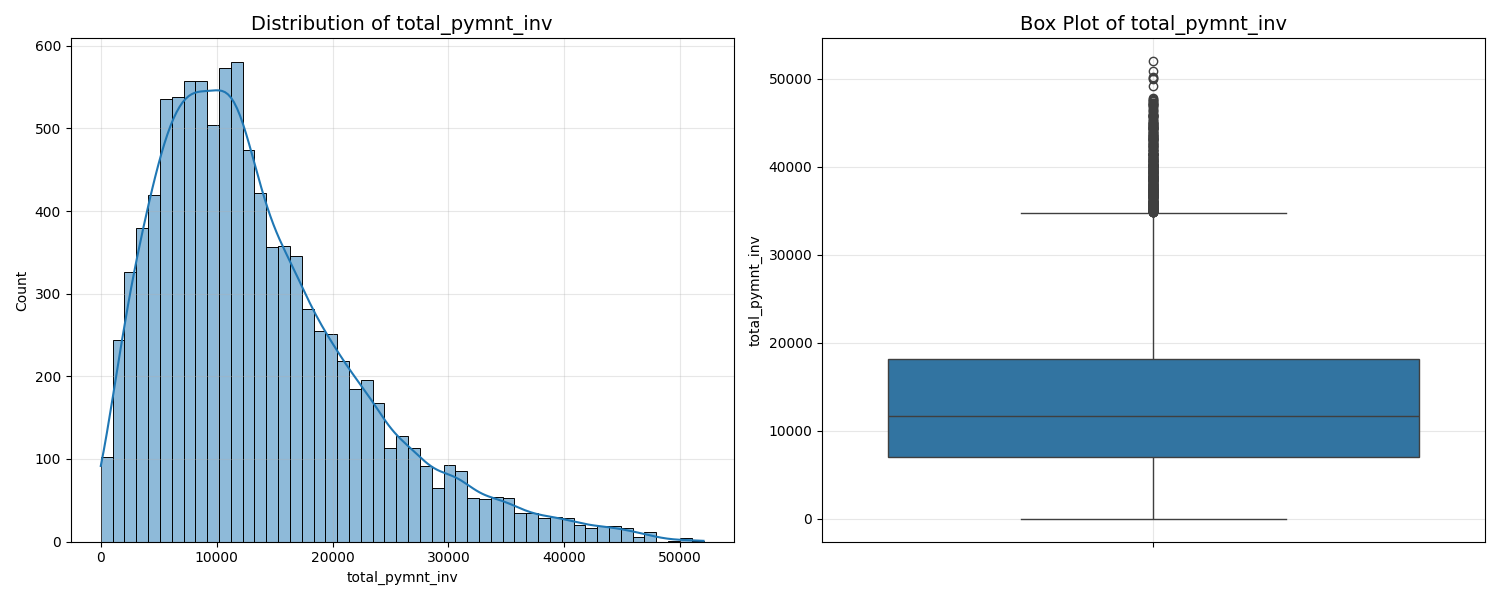 Distribution of total_pymnt_inv
600
500
400
300
200
100
0
Count
0 10000 20000 30000 40000 50000
total_pymnt_inv
Box Plot of total_pymnt_inv
50000
40000
30000
20000
10000
0
total_pymnt_inv